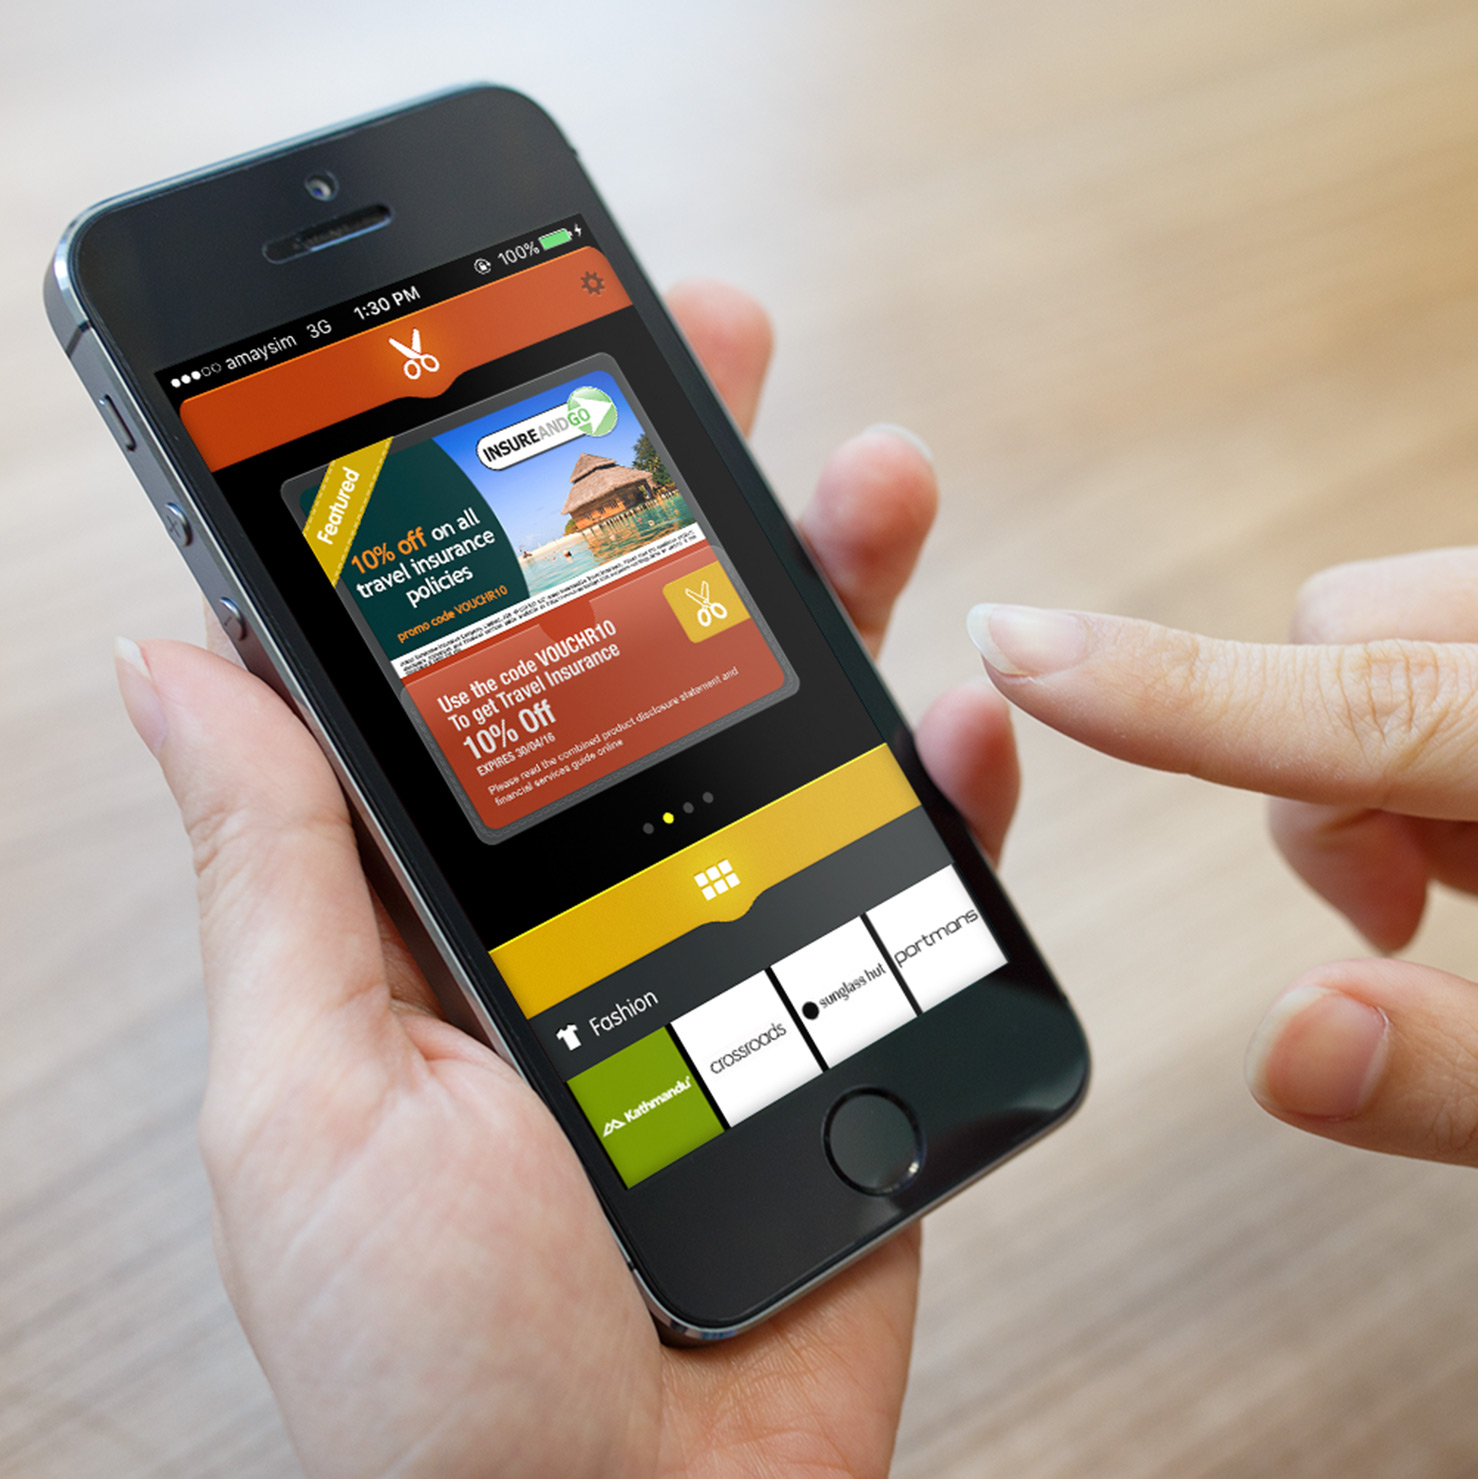 amaysim 3G 1:30 PM 100%
Featured
INSUREANDGO
10% off on all
travel insurance
policies
promo code VOUCHR10
Use the code VOUCHR10
To get Travel Insurance
10% Off
EXPIRES 30/04/16
Please read the combined product disclosure statement and
financial services guide online
Fashion
Kathmandu
crossroads
sunglass hut
portmans